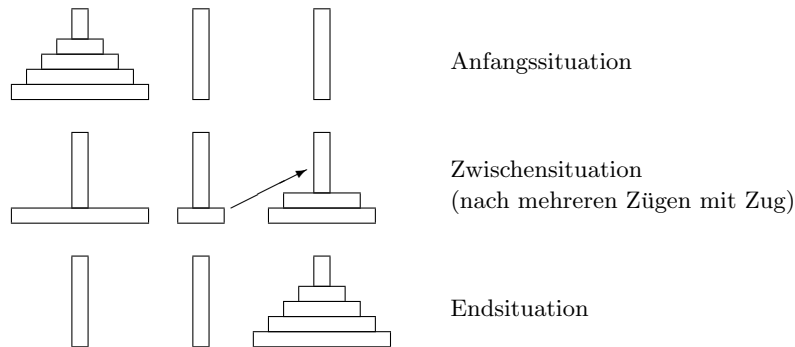 Anfangssituation
Zwischensituation
(nach mehreren Zügen mit Zug)
Endsituation